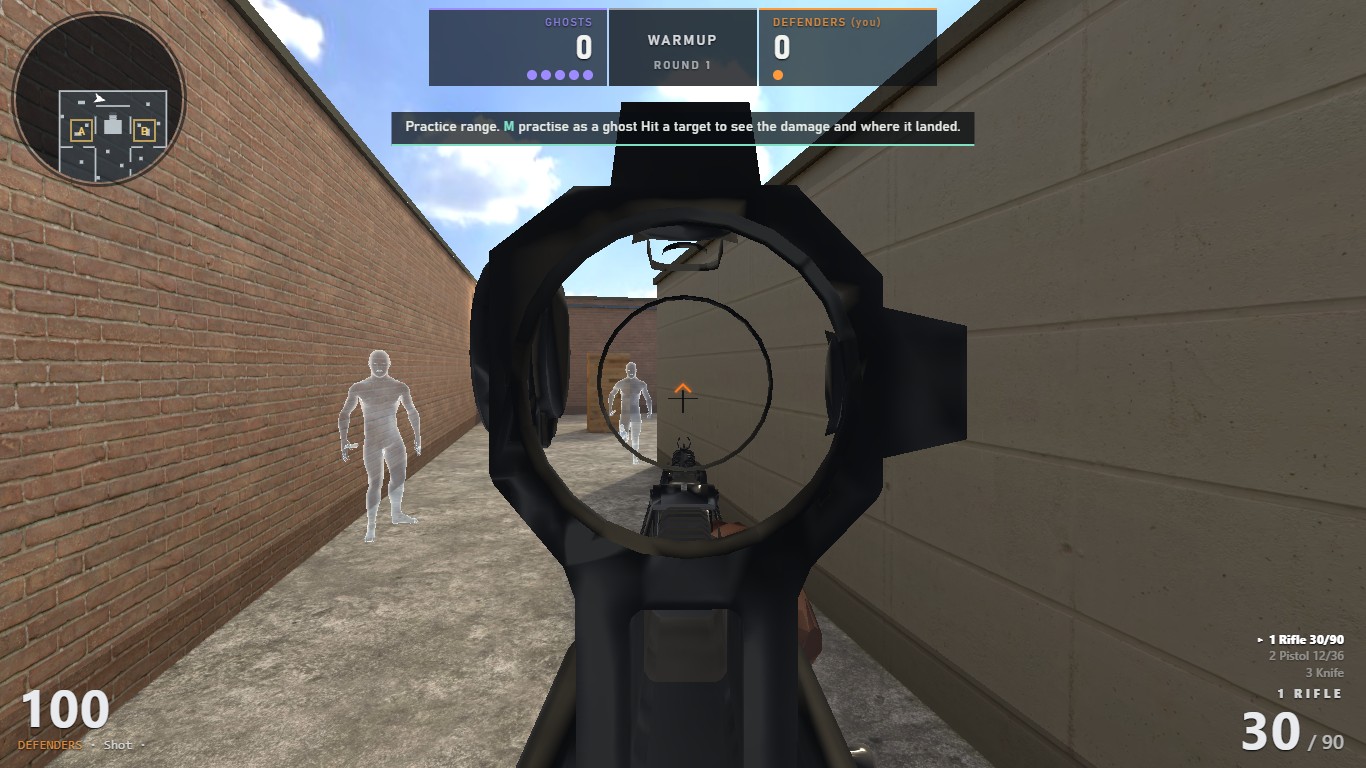 GHOSTS
0
WARMUP
ROUND 1
DEFENDERS (you)
0
Practice range. M practise as a ghost Hit a target to see the damage and where it landed.
A
B
▸ 1 Rifle 30/90
2 Pistol 12/36
3 Knife
1 RIFLE
30 / 90
100
DEFENDERS · Shot ·